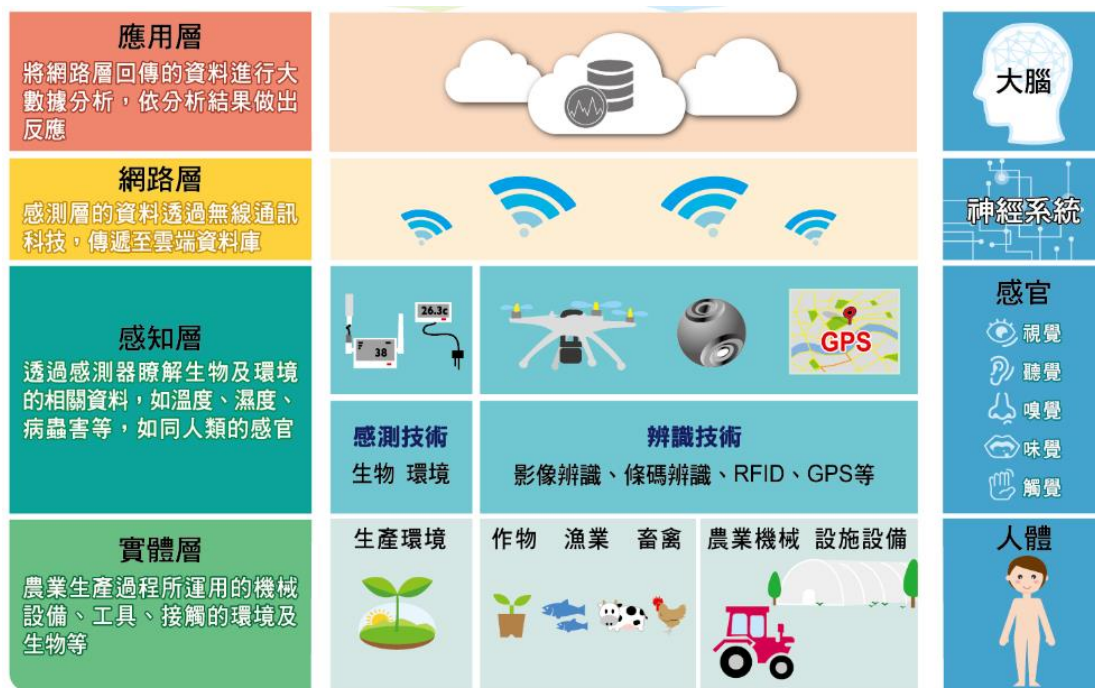 應用層
將網路層回傳的資料進行大
數據分析，依分析結果做出
反應
大腦
網路層
感測層的資料透過無線通訊
科技，傳遞至雲端資料庫
神經系統
感知層
透過感測器瞭解生物及環境
的相關資料，如溫度、濕度、
病蟲害等，如同人類的感官
38
26.3c
GPS
感測技術
生物 環境
辨識技術
影像辨識、條碼辨識、RFID、GPS等
感官
視覺
聽覺
嗅覺
味覺
觸覺
實體層
農業生產過程所運用的機械
設備、工具、接觸的環境及
生物等
生產環境
作物 漁業 畜禽
農業機械 設施設備
人體